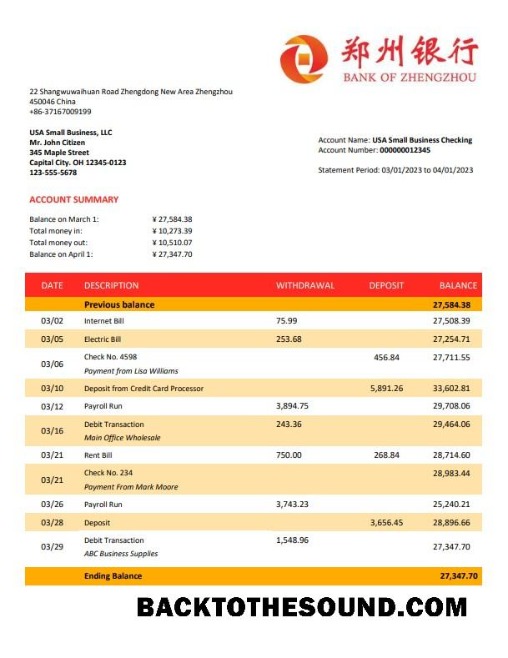 郑州银行
BANK OF ZHENGZHOU
22 Shangwuwaihuan Road Zhengdong New Area Zhengzhou
450046 China
+86-37167009199
USA Small Business, LLC
Mr. John Citizen
345 Maple Street
Capital City. OH 12345-0123
123-555-5678
Account Name: USA Small Business Checking
Account Number: 000000012345
Statement Period: 03/01/2023 to 04/01/2023
ACCOUNT SUMMARY
Balance on March 1: ¥ 27,584.38
Total money in: ¥ 10,273.39
Total money out: ¥ 10,510.07
Balance on April 1: ¥ 27,347.70
DATE DESCRIPTION WITHDRAWAL DEPOSIT BALANCE
Previous balance 27,584.38
03/02 Internet Bill 75.99 27,508.39
03/05 Electric Bill 253.68 27,254.71
03/06 Check No. 4598 456.84 27,711.55
Payment from Lisa Williams
03/10 Deposit from Credit Card Processor 5,891.26 33,602.81
03/12 Payroll Run 3,894.75 29,708.06
03/16 Debit Transaction 243.36 29,464.06
Main Office Wholesale
03/21 Rent Bill 750.00 268.84 28,714.60
03/21 Check No. 234 28,983.44
Payment From Mark Moore
03/26 Payroll Run 3,743.23 25,240.21
03/28 Deposit 3,656.45 28,896.66
03/29 Debit Transaction 1,548.96 27,347.70
ABC Business Supplies
Ending Balance 27,347.70
BACKTOTHESOUND.COM